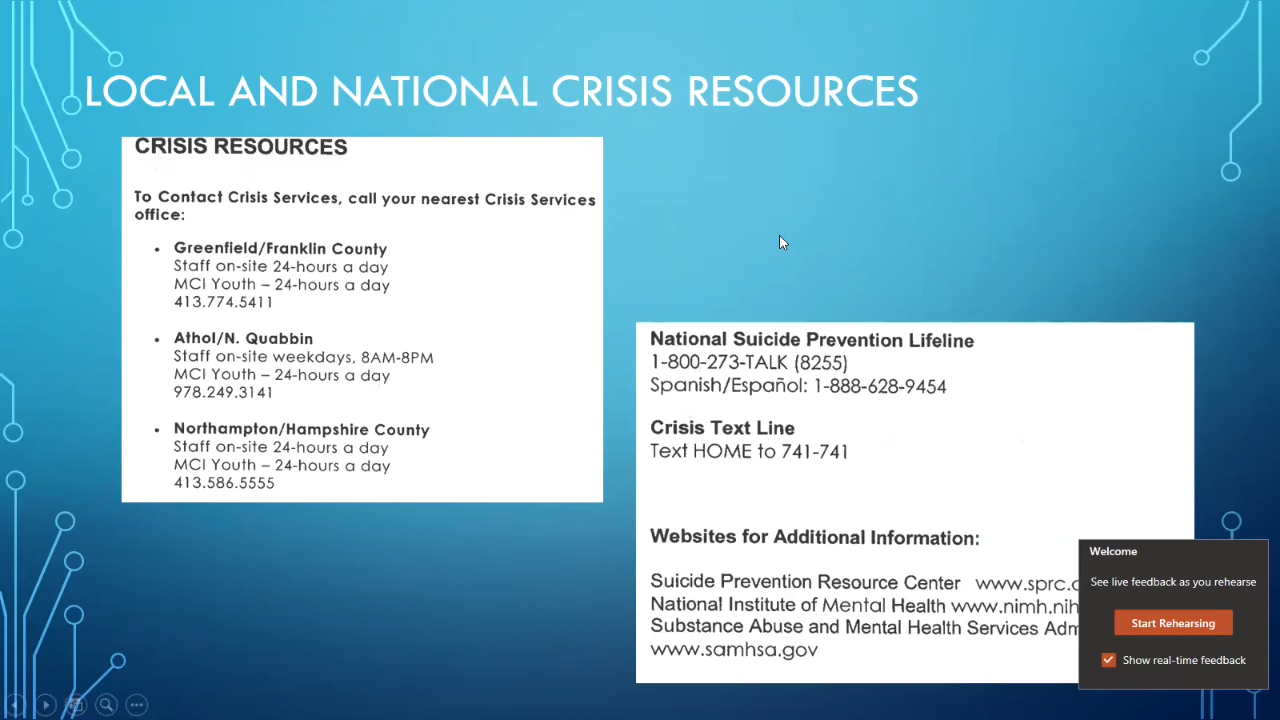 LOCAL AND NATIONAL CRISIS RESOURCES
CRISIS RESOURCES
To Contact Crisis Services, call your nearest Crisis Services
office:
• Greenfield/Franklin County
Staff on-site 24-hours a day
MCI Youth – 24-hours a day
413.774.5411
• Athol/N. Quabbin
Staff on-site weekdays, 8AM-8PM
MCI Youth – 24-hours a day
978.249.3141
• Northampton/Hampshire County
Staff on-site 24-hours a day
MCI Youth – 24-hours a day
413.586.5555
National Suicide Prevention Lifeline
1-800-273-TALK (8255)
Spanish/Español: 1-888-628-9454
Crisis Text Line
Text HOME to 741-741
Websites for Additional Information:
Suicide Prevention Resource Center www.sprc.
National Institute of Mental Health www.nimh.nih
Substance Abuse and Mental Health Services Adm
www.samhsa.gov
Welcome
See live feedback as you rehearse
Start Rehearsing
Show real-time feedback